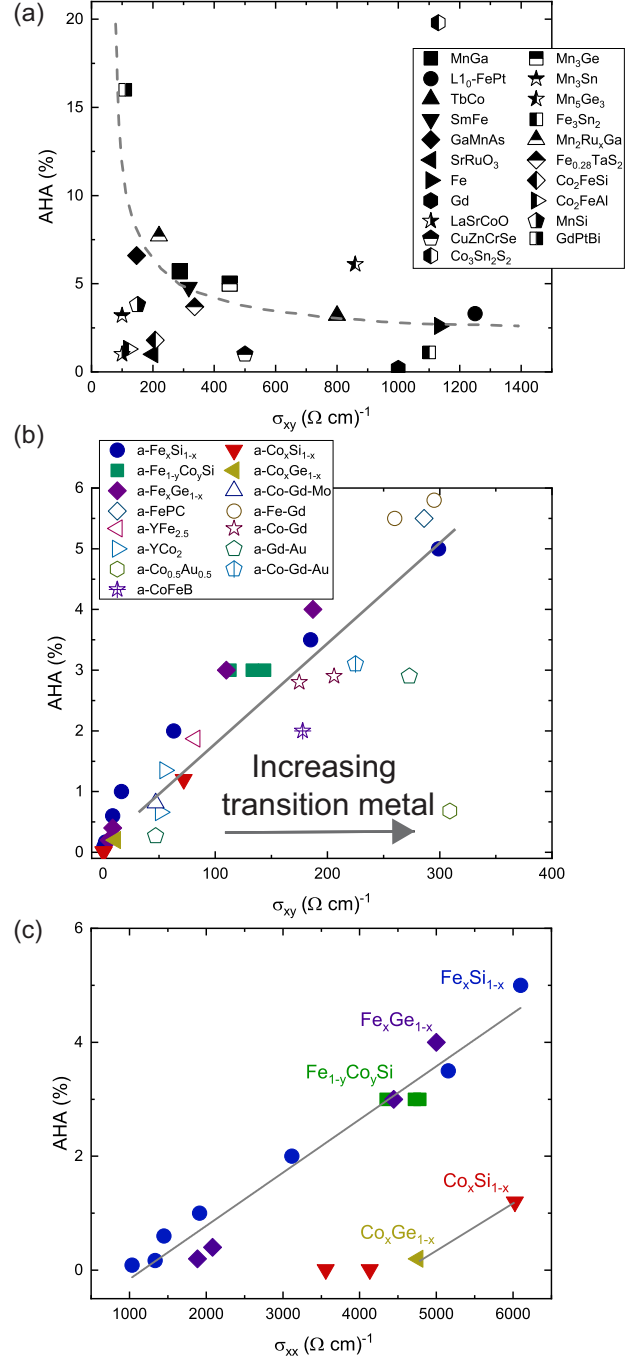 (a)
20
15
10
5
0
AHA (%)
0 200 400 600 800 1000 1200 1400
σxy (Ω cm)-1
MnGa
L10-FePt
TbCo
SmFe
GaMnAs
SrRuO3
Fe
Gd
LaSrCoO
CuZnCrSe
Co3Sn2S2
Mn3Ge
Mn3Sn
Mn5Ge3
Fe3Sn2
Mn2RuxGa
Fe0.28TaS2
Co2FeSi
Co2FeAl
MnSi
GdPtBi
(b)
a-FexSi1-x
a-Fe1-yCoySi
a-FexGe1-x
a-FePC
a-YFe2.5
a-YCo2
a-Co0.5Au0.5
a-CoFeB
a-CoxSi1-x
a-CoxGe1-x
a-Co-Gd-Mo
a-Fe-Gd
a-Co-Gd
a-Gd-Au
a-Co-Gd-Au
6
5
4
3
2
1
0
AHA (%)
Increasing
transition metal
0 100 200 300 400
σxy (Ω cm)-1
(c)
6
4
2
0
AHA (%)
FexSi1-x
FexGe1-x
Fe1-yCoySi
CoxSi1-x
CoxGe1-x
1000 2000 3000 4000 5000 6000
σxx (Ω cm)-1